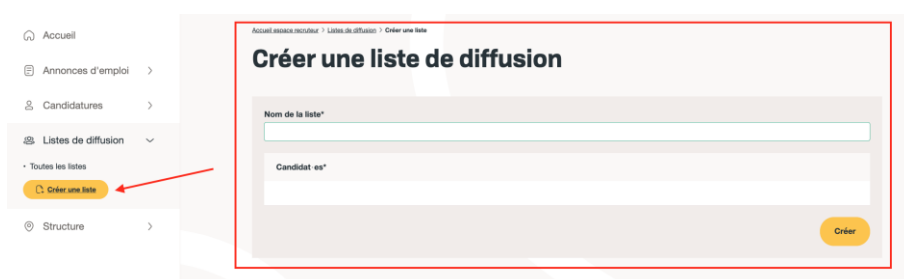 Accueil
Annonces d'emploi
Candidatures
Listes de diffusion
Toutes les listes
Créer une liste
Structure
Accueil espace recruteur > Listes de diffusion > Créer une liste
Créer une liste de diffusion
Nom de la liste*
Candidat·es*
Créer